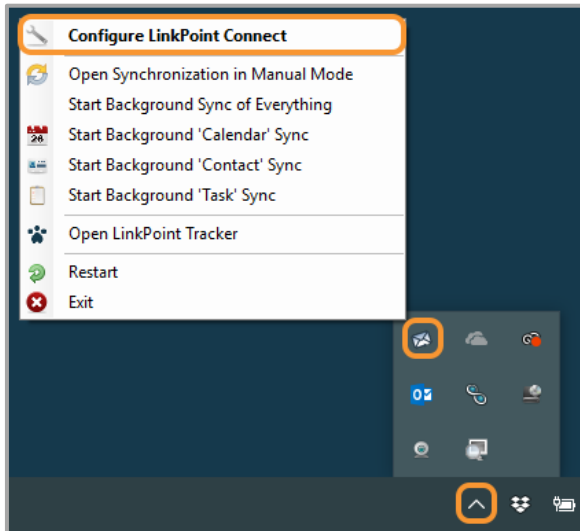 Configure LinkPoint Connect
Open Synchronization in Manual Mode
Start Background Sync of Everything
Start Background 'Calendar' Sync
26
Start Background 'Contact' Sync
Start Background 'Task' Sync
Open LinkPoint Tracker
Restart
Exit